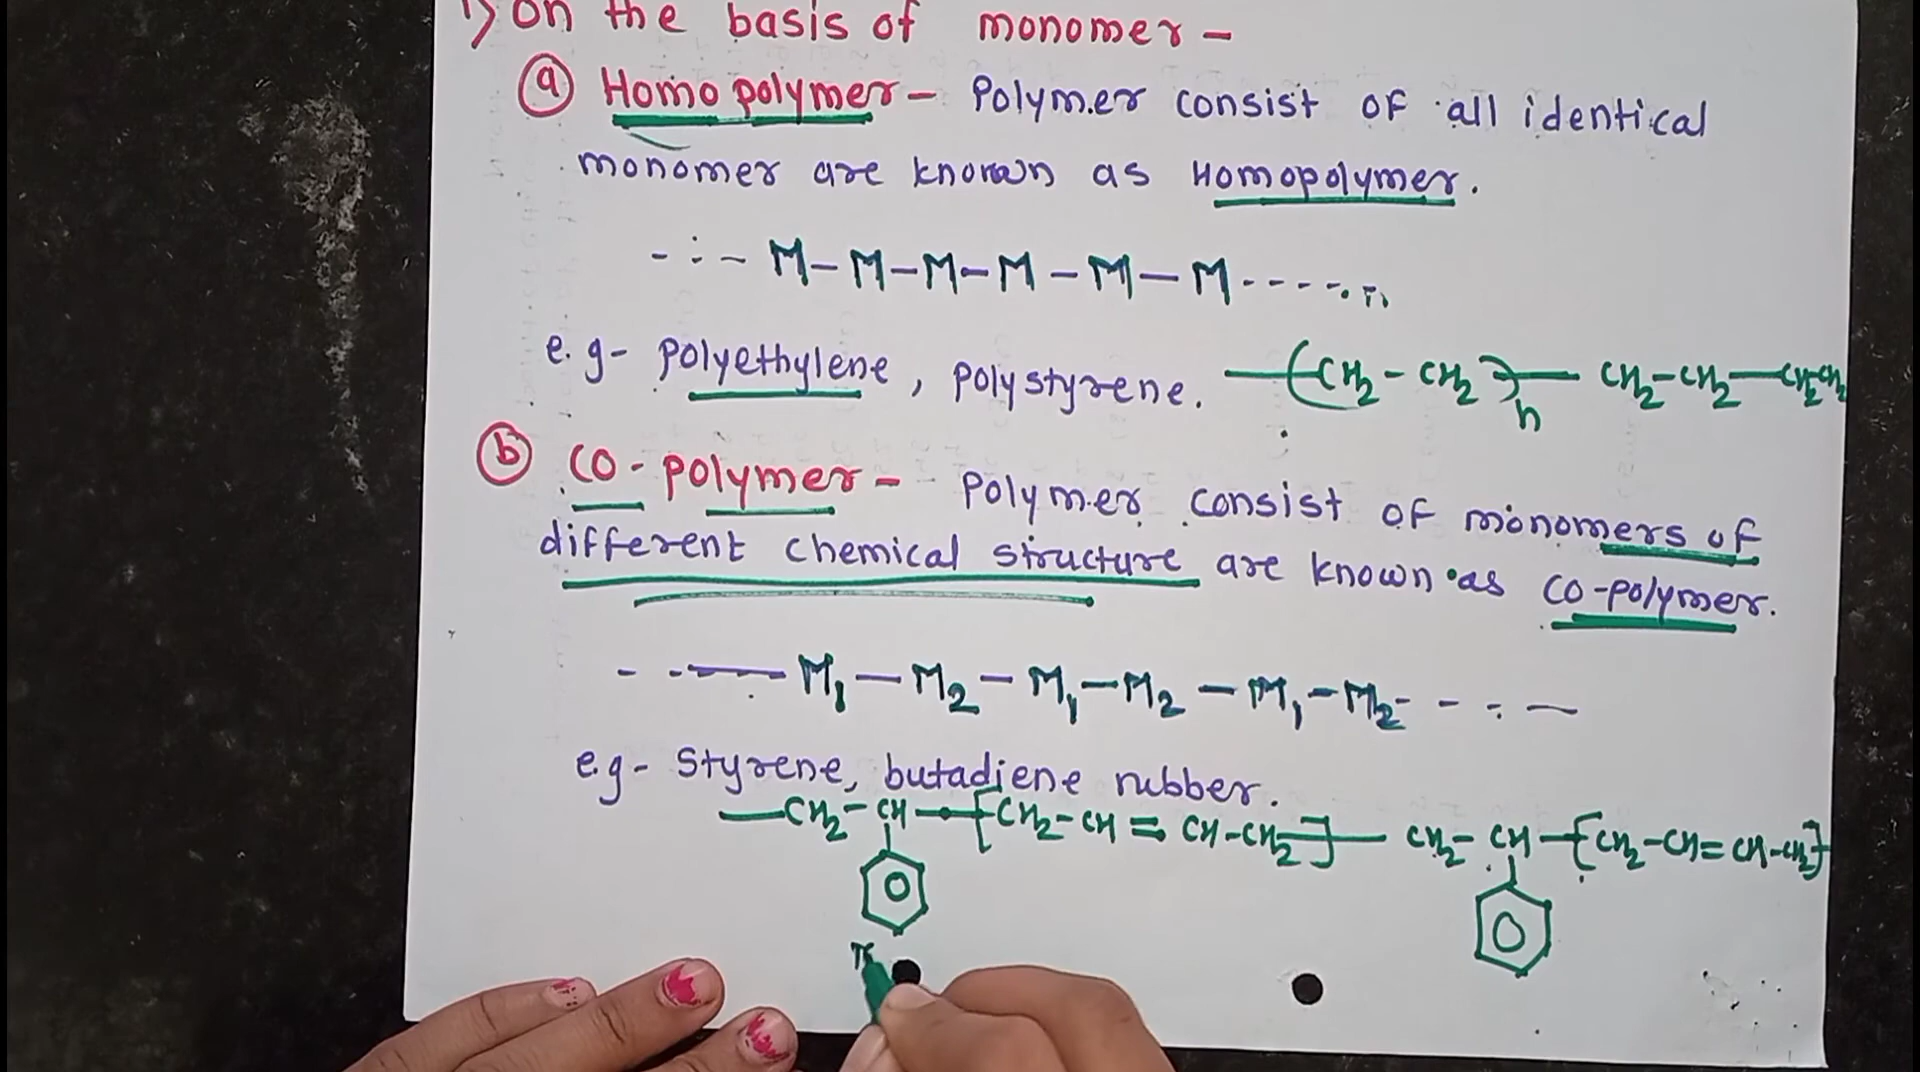 1) On the basis of monomer -
(a) Homo polymer - Polymer consist of all identical
monomer are known as Homopolymer.
- - - M - M - M - M - M - M - - - - -
e.g - polyethylene, polystyrene. —(CH2 - CH2)n— CH2-CH2—CH2CH2
(b) CO - polymer - Polymer consist of monomers of
different chemical structure are known as CO-polymer.
- - — M1 — M2 — M1 — M2 — M1 — M2 - - - —
e.g - Styrene, butadiene rubber.
—CH2 - CH —[CH2-CH = CH-CH2]— CH2 - CH —[CH2-CH = CH-CH2]